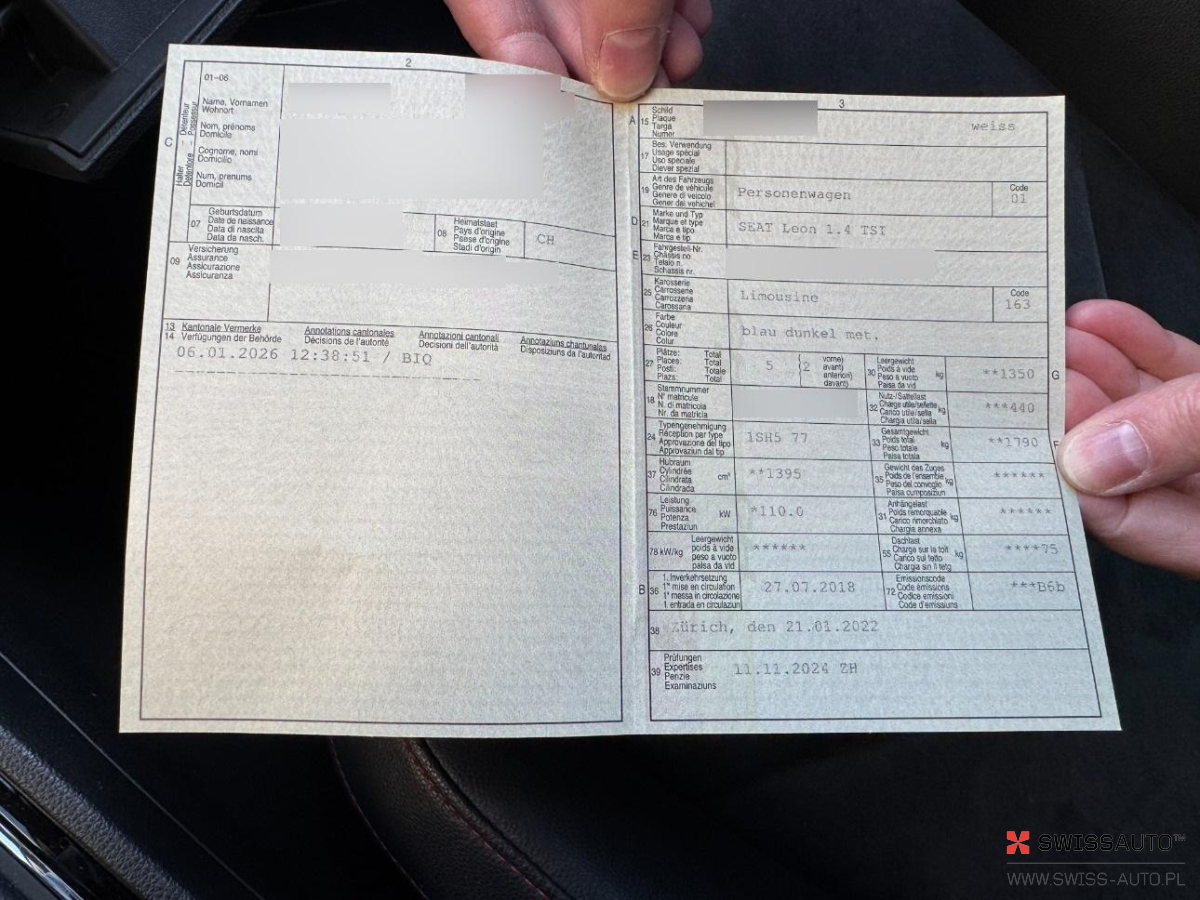 2
01-06
C
Halter - Détenteur
Detentore - Possessur
Name, Vornamen
Wohnort
Nom, prénoms
Domicile
Cognome, nomi
Domicilio
Num, prenums
Domicil
07
Geburtsdatum
Date de naissance
Data di nascita
Data da nasch.
08
Heimatstaat
Pays d'origine
Paese d'origine
Stadi d'origin
CH
09
Versicherung
Assurance
Assicurazione
Assicuranza
13 Kantonale Vermerke Annotations cantonales Annotazioni cantonali Annotaziuns chantunalas
14 Verfügungen der Behörde Décisions de l'autorité Decisioni dell'autorità Disposiziuns da l'autoritad
06.01.2026 12:38:51 / BIQ
3
A 15
Schild
Plaque
Targa
Numer
weiss
17
Bes. Verwendung
Usage spécial
Uso speciale
Diever spezial
19
Art des Fahrzeugs
Genre de véhicule
Genere di veicolo
Gener dal vehichel
Personenwagen
Code
01
D 21
Marke und Typ
Marque et type
Marca e tipo
Marca e tip
SEAT Leon 1.4 TSI
E 23
Fahrgestell-Nr.
Châssis no
Telaio n.
Schassis nr.
25
Karosserie
Carrosserie
Carrozzeria
Carossaria
Limousine
Code
163
26
Farbe
Couleur
Colore
Colur
blau dunkel met.
27
Plätze: Total
Places: Total
Posti: Totale
Plazs: Total
5
(2
vorne)
avant)
anteriori)
davant)
30
Leergewicht
Poids à vide
Peso a vuoto
Paisa da vid
kg
**1350
G
18
Stammnummer
N° matricule
N. di matricola
Nr. da matricla
32
Nutz-/Sattellast
Charge utile/sellette
Carico utile/sella
Chargia utila/sella
kg
***440
24
Typengenehmigung
Réception par type
Approvazione del tipo
Approvaziun dal tip
1SH5 77
33
Gesamtgewicht
Poids total
Peso totale
Paisa totala
kg
**1790
F
37
Hubraum
Cylindrée
Cilindrata
Cilindrada
cm³
**1395
35
Gewicht des Zuges
Poids de l'ensemble
Peso del convoglio
Paisa cumposiziun
kg
******
76
Leistung
Puissance
Potenza
Prestaziun
kW
*110.0
31
Anhängelast
Poids remorquable
Carico rimorchiato
Chargia annexa
kg
******
78 kW/kg
Leergewicht
poids à vide
peso a vuoto
paisa da vid
******
55
Dachlast
Charge sur le toit
Carico sul tetto
Chargia sin il tetg
kg
****75
B 36
1. Inverkehrsetzung
1re mise en circulation
1a messa in circolazione
1. entrada en circulaziun
27.07.2018
72
Emissionscode
Code émissions
Codice emissioni
Code d'emissiuns
***B6b
38
Zürich, den 21.01.2022
39
Prüfungen
Expertises
Perizie
Examinaziuns
11.11.2024 ZH
SWISSAUTO™
WWW.SWISS-AUTO.PL